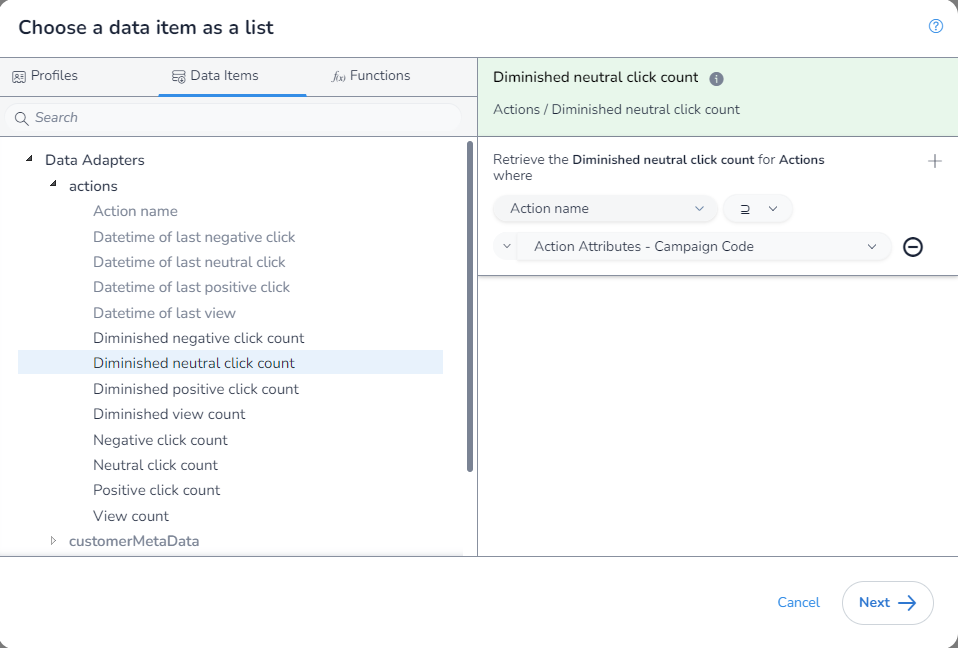 Choose a data item as a list
Profiles
Data Items
f(x) Functions
Search
Data Adapters
actions
Action name
Datetime of last negative click
Datetime of last neutral click
Datetime of last positive click
Datetime of last view
Diminished negative click count
Diminished neutral click count
Diminished positive click count
Diminished view count
Negative click count
Neutral click count
Positive click count
View count
customerMetaData
Diminished neutral click count
Actions / Diminished neutral click count
Retrieve the Diminished neutral click count for Actions
where
Action name
⊇
Action Attributes - Campaign Code
Cancel
Next